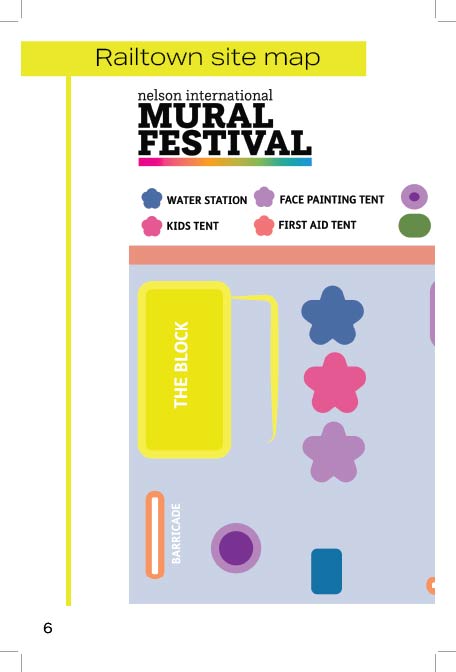 Railtown site map
nelson international
MURAL
FESTIVAL
WATER STATION FACE PAINTING TENT
KIDS TENT FIRST AID TENT
THE BLOCK
BARRICADE
6